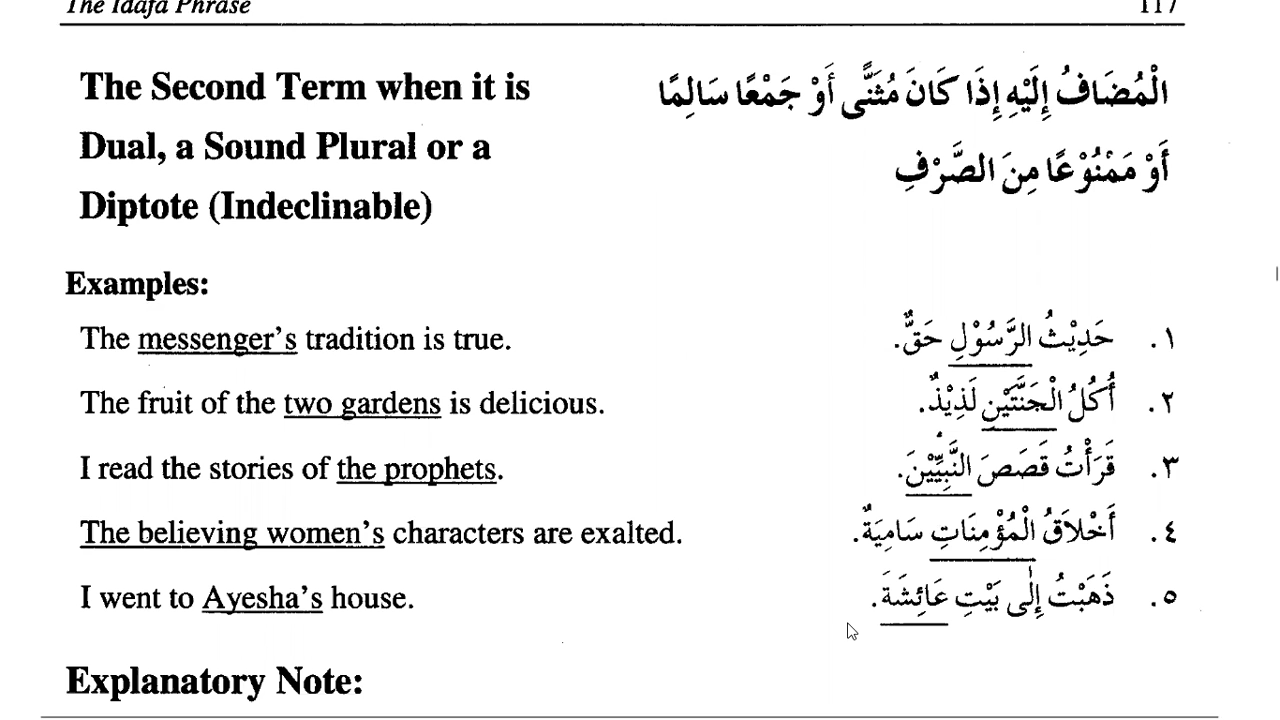 The Idafa Phrase 117
The Second Term when it is
Dual, a Sound Plural or a
Diptote (Indeclinable)
الْمُضَافُ إِلَيْهِ إِذَا كَانَ مُثَنًّى أَوْ جَمْعًا سَالِمًا
أَوْ مَمْنُوْعًا مِنَ الصَّرْفِ
Examples:
The messenger's tradition is true. ١. حَدِيْثُ الرَّسُوْلِ حَقٌّ.
The fruit of the two gardens is delicious. ٢. أُكُلُ الْجَنَّتَيْنِ لَذِيْذٌ.
I read the stories of the prophets. ٣. قَرَأْتُ قَصَصَ النَّبِيِّيْنَ.
The believing women's characters are exalted. ٤. أَخْلَاقُ الْمُؤْمِنَاتِ سَامِيَةٌ.
I went to Ayesha's house. ٥. ذَهَبْتُ إِلٰى بَيْتِ عَائِشَةَ.
Explanatory Note: